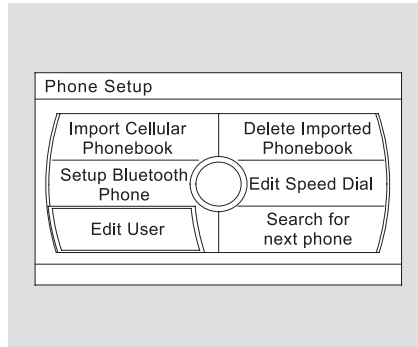 Phone Setup
Import Cellular
Phonebook
Delete Imported
Phonebook
Setup Bluetooth
Phone
Edit Speed Dial
Edit User
Search for
next phone